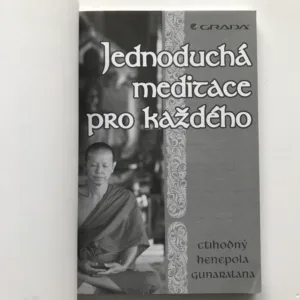 GRADA
Jednoduchá
meditace
pro každého
ctihodný
henepola
gunaratana